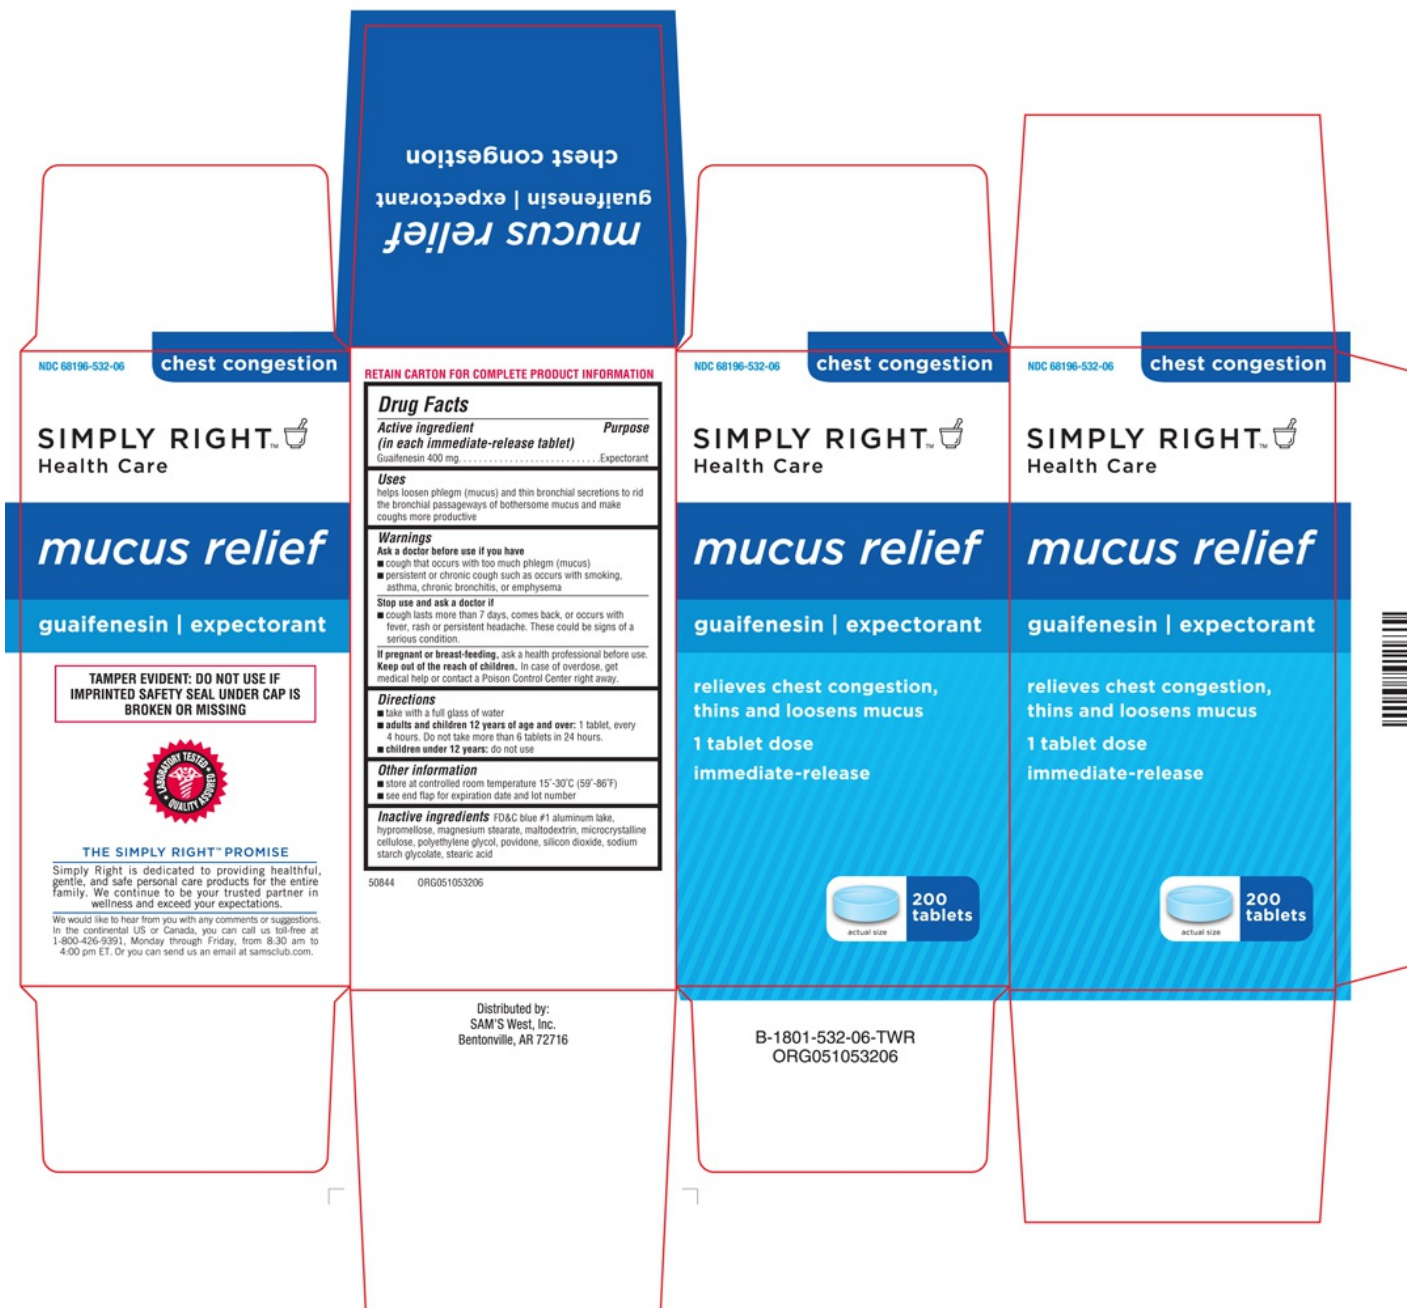 chest congestion
guaifenesin | expectorant
mucus relief
NDC 68196-532-06
chest congestion
SIMPLY RIGHT™
Health Care
mucus relief
guaifenesin | expectorant
TAMPER EVIDENT: DO NOT USE IF
IMPRINTED SAFETY SEAL UNDER CAP IS
BROKEN OR MISSING
LABORATORY TESTED • QUALITY ASSURED •
THE SIMPLY RIGHT™ PROMISE
Simply Right is dedicated to providing healthful,
gentle, and safe personal care products for the entire
family. We continue to be your trusted partner in
wellness and exceed your expectations.
We would like to hear from you with any comments or suggestions.
In the continental US or Canada, you can call us toll-free at
1-800-426-9391, Monday through Friday, from 8:30 am to
4:00 pm ET. Or you can send us an email at samsclub.com.
RETAIN CARTON FOR COMPLETE PRODUCT INFORMATION
Drug Facts
Active ingredient Purpose
(in each immediate-release tablet)
Guaifenesin 400 mg............................Expectorant
Uses
helps loosen phlegm (mucus) and thin bronchial secretions to rid
the bronchial passageways of bothersome mucus and make
coughs more productive
Warnings
Ask a doctor before use if you have
■ cough that occurs with too much phlegm (mucus)
■ persistent or chronic cough such as occurs with smoking,
asthma, chronic bronchitis, or emphysema
Stop use and ask a doctor if
■ cough lasts more than 7 days, comes back, or occurs with
fever, rash or persistent headache. These could be signs of a
serious condition.
If pregnant or breast-feeding, ask a health professional before use.
Keep out of the reach of children. In case of overdose, get
medical help or contact a Poison Control Center right away.
Directions
■ take with a full glass of water
■ adults and children 12 years of age and over: 1 tablet, every
4 hours. Do not take more than 6 tablets in 24 hours.
■ children under 12 years: do not use
Other information
■ store at controlled room temperature 15˚-30˚C (59˚-86˚F)
■ see end flap for expiration date and lot number
Inactive ingredients FD&C blue #1 aluminum lake,
hypromellose, magnesium stearate, maltodextrin, microcrystalline
cellulose, polyethylene glycol, povidone, silicon dioxide, sodium
starch glycolate, stearic acid
50844 ORG051053206
Distributed by:
SAM'S West, Inc.
Bentonville, AR 72716
NDC 68196-532-06
chest congestion
SIMPLY RIGHT™
Health Care
mucus relief
guaifenesin | expectorant
relieves chest congestion,
thins and loosens mucus
1 tablet dose
immediate-release
200
tablets
actual size
B-1801-532-06-TWR
ORG051053206
NDC 68196-532-06
chest congestion
SIMPLY RIGHT™
Health Care
mucus relief
guaifenesin | expectorant
relieves chest congestion,
thins and loosens mucus
1 tablet dose
immediate-release
200
tablets
actual size